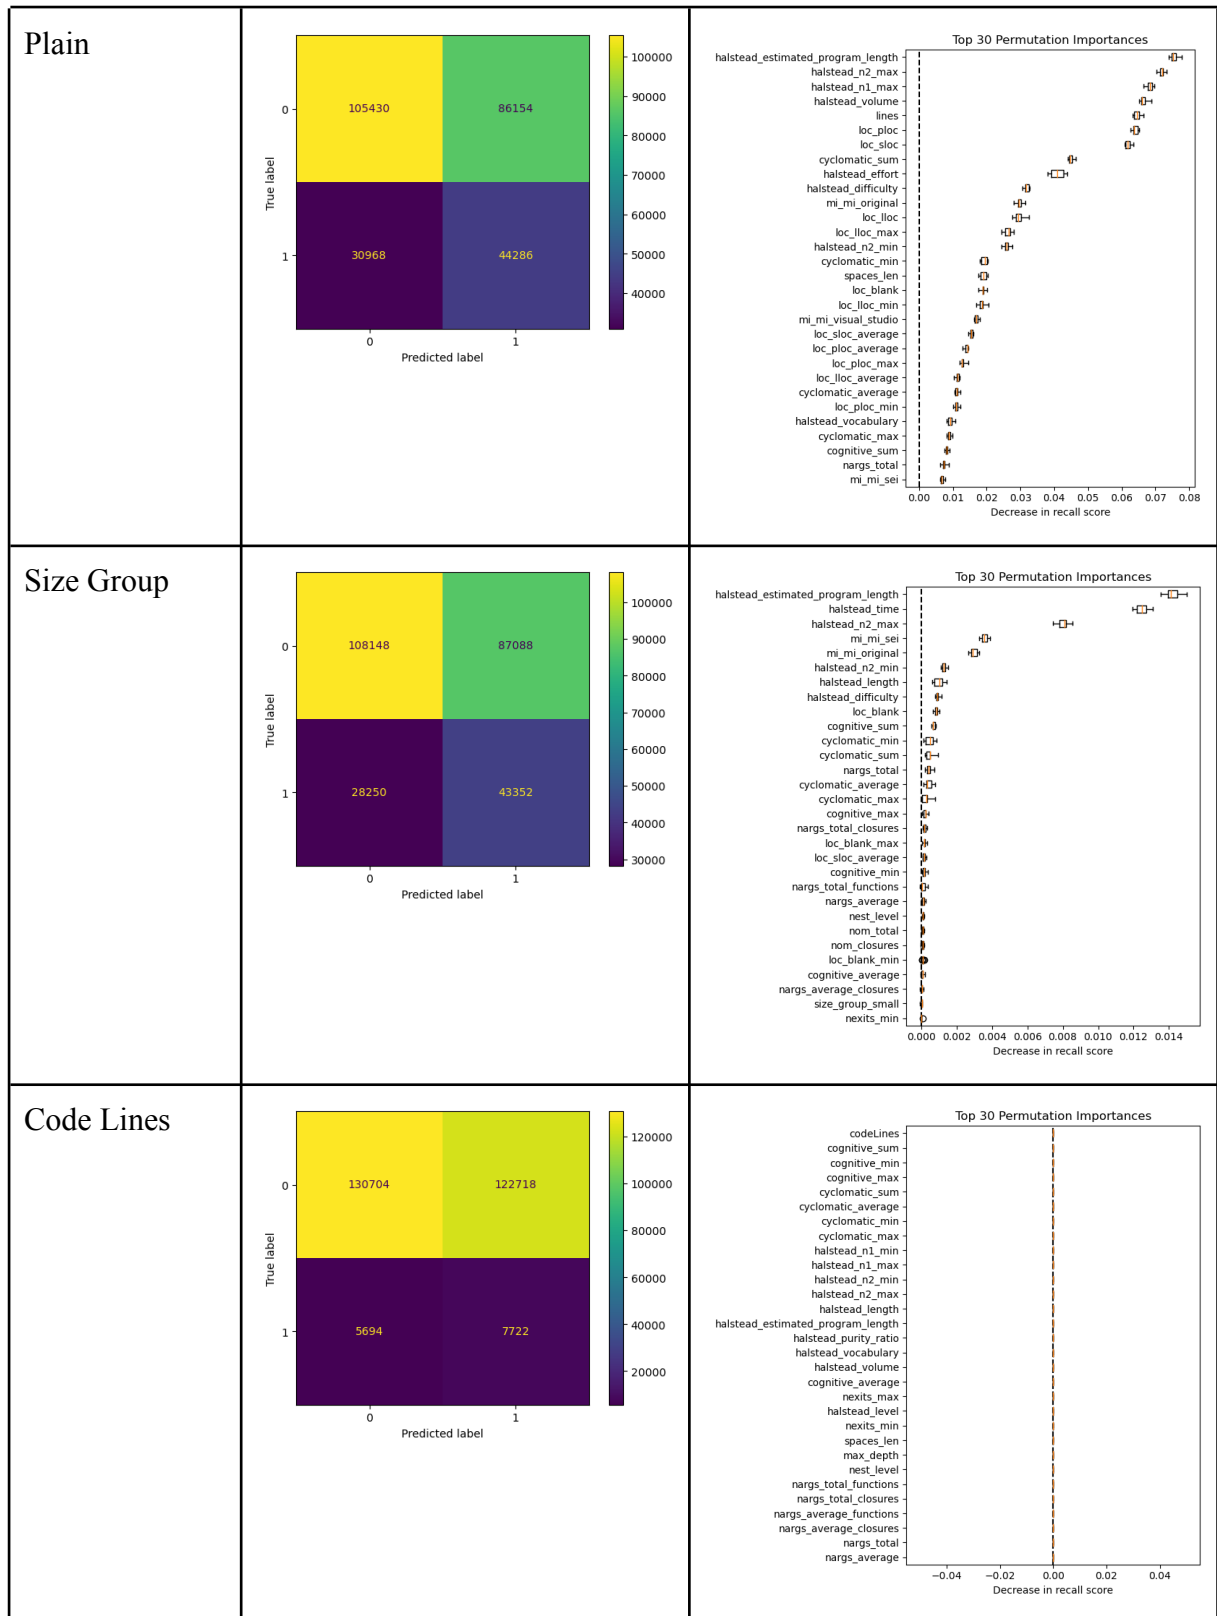 Plain
0
1
True label
105430
86154
30968
44286
0
1
Predicted label
100000
90000
80000
70000
60000
50000
40000
Top 30 Permutation Importances
halstead_estimated_program_length
halstead_n2_max
halstead_n1_max
halstead_volume
lines
loc_ploc
loc_sloc
cyclomatic_sum
halstead_effort
halstead_difficulty
mi_mi_original
loc_lloc
loc_lloc_max
halstead_n2_min
cyclomatic_min
spaces_len
loc_blank
loc_lloc_min
mi_mi_visual_studio
loc_sloc_average
loc_ploc_average
loc_ploc_max
loc_lloc_average
cyclomatic_average
loc_ploc_min
halstead_vocabulary
cyclomatic_max
cognitive_sum
nargs_total
mi_mi_sei
0.00 0.01 0.02 0.03 0.04 0.05 0.06 0.07 0.08
Decrease in recall score
Size Group
0
1
True label
108148
87088
28250
43352
0
1
Predicted label
100000
90000
80000
70000
60000
50000
40000
30000
Top 30 Permutation Importances
halstead_estimated_program_length
halstead_time
halstead_n2_max
mi_mi_sei
mi_mi_original
halstead_n2_min
halstead_length
halstead_difficulty
loc_blank
cognitive_sum
cyclomatic_min
cyclomatic_sum
nargs_total
cyclomatic_average
cyclomatic_max
cognitive_max
nargs_total_closures
loc_blank_max
loc_sloc_average
cognitive_min
nargs_total_functions
nargs_average
nest_level
nom_total
nom_closures
loc_blank_min
cognitive_average
nargs_average_closures
size_group_small
nexits_min
0.000 0.002 0.004 0.006 0.008 0.010 0.012 0.014
Decrease in recall score
Code Lines
0
1
True label
130704
122718
5694
7722
0
1
Predicted label
120000
100000
80000
60000
40000
20000
Top 30 Permutation Importances
codeLines
cognitive_sum
cognitive_min
cognitive_max
cyclomatic_sum
cyclomatic_average
cyclomatic_min
cyclomatic_max
halstead_n1_min
halstead_n1_max
halstead_n2_min
halstead_n2_max
halstead_length
halstead_estimated_program_length
halstead_purity_ratio
halstead_vocabulary
halstead_volume
cognitive_average
nexits_max
halstead_level
nexits_min
spaces_len
max_depth
nest_level
nargs_total_functions
nargs_total_closures
nargs_average_functions
nargs_average_closures
nargs_total
nargs_average
−0.04 −0.02 0.00 0.02 0.04
Decrease in recall score